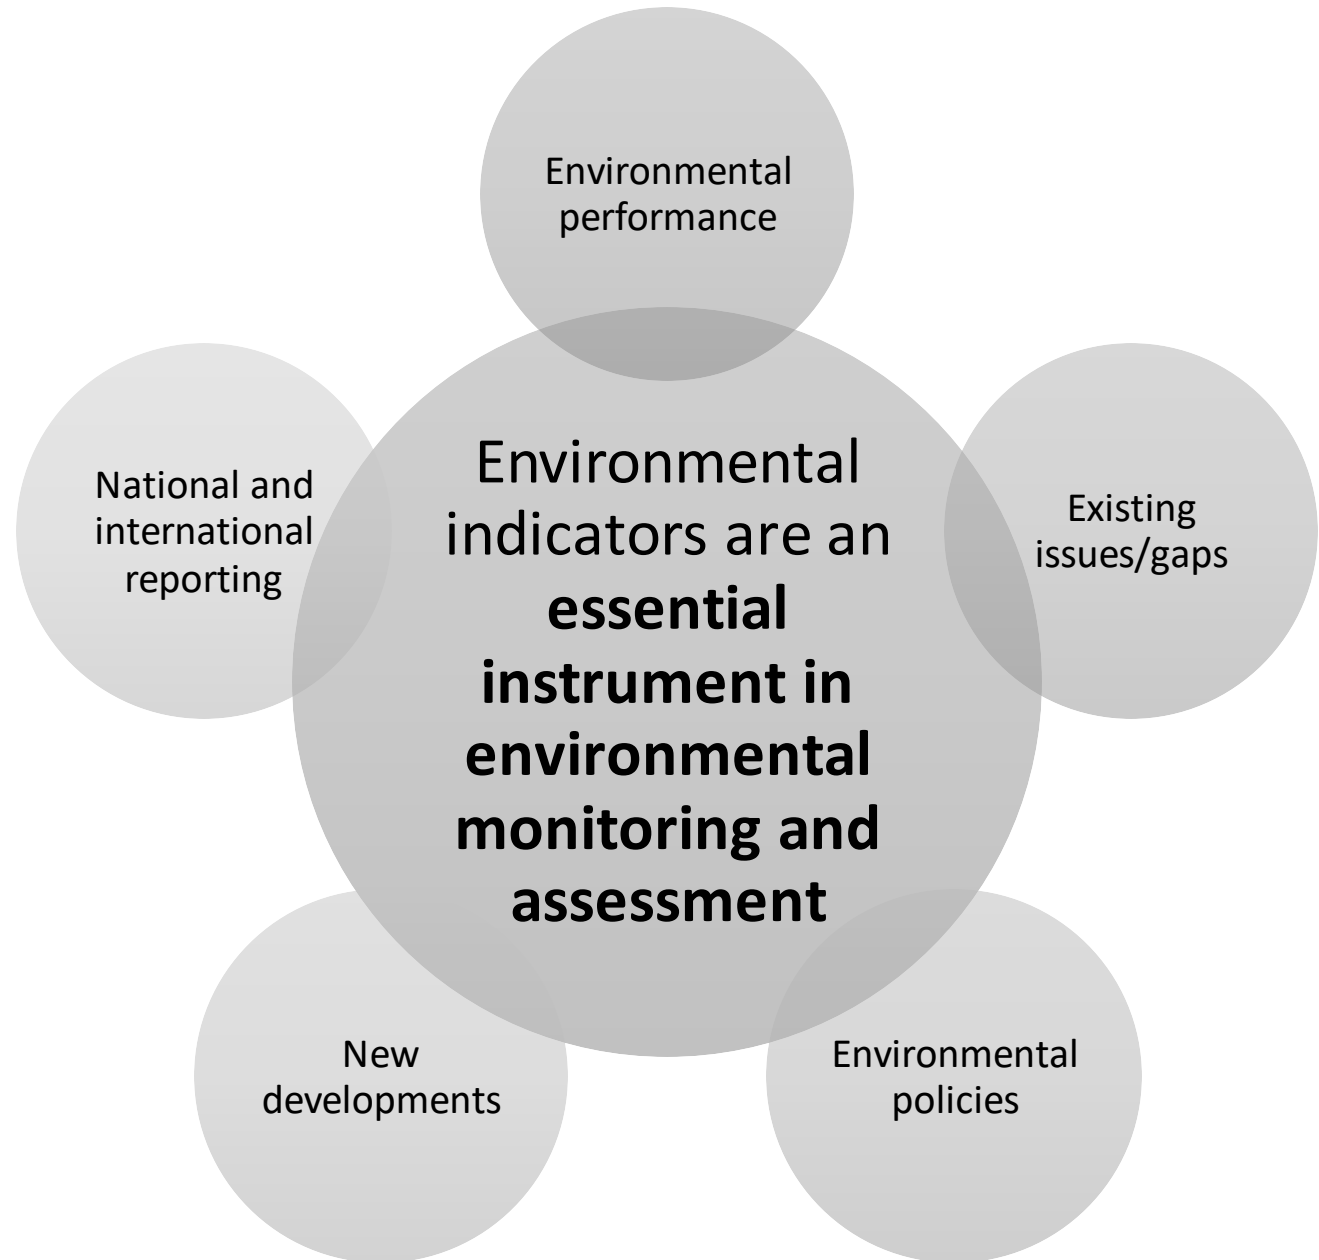 Environmental
performance
National and
international
reporting
Environmental
indicators are an
essential
instrument in
environmental
monitoring and
assessment
Existing
issues/gaps
New
developments
Environmental
policies